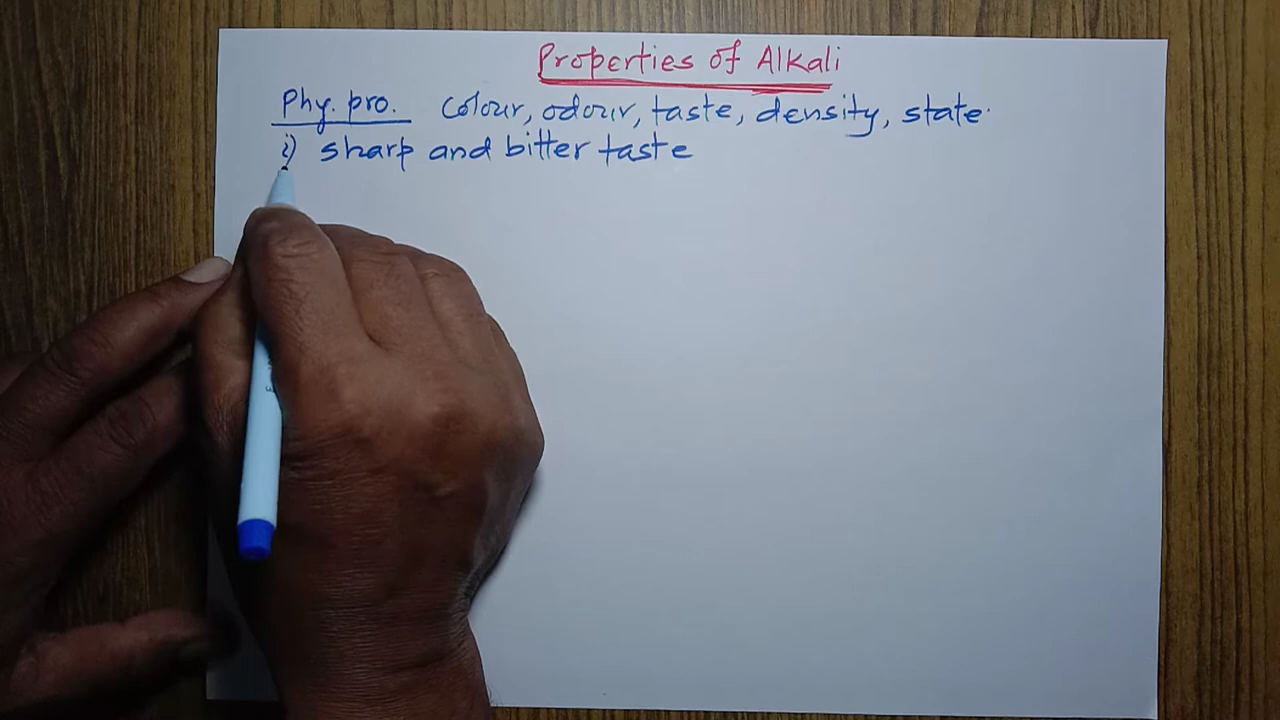 Properties of Alkali
Phy. pro. colour, odour, taste, density, state.
i) sharp and bitter taste